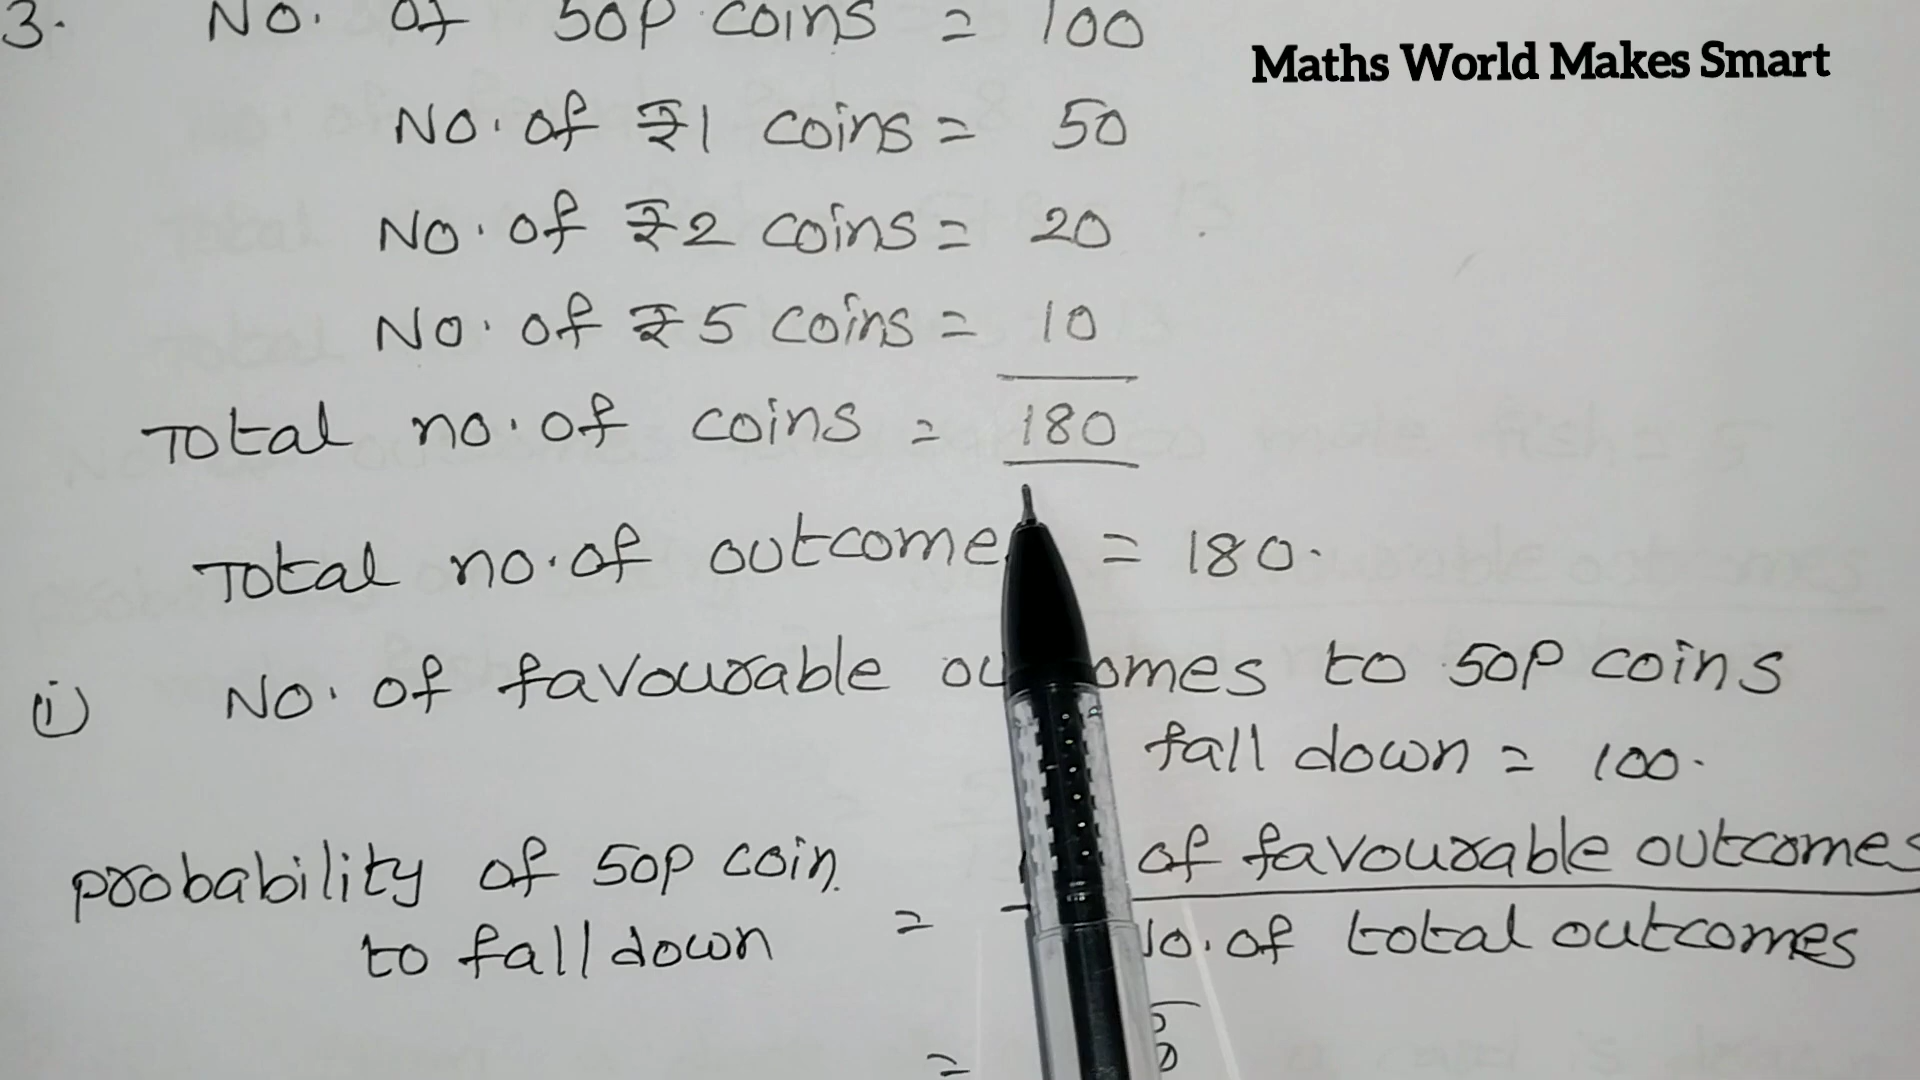 3. No. of 50p coins = 100
Maths World Makes Smart
No. of ₹1 coins = 50
No. of ₹2 coins = 20
No. of ₹5 coins = 10
Total no. of coins = 180
Total no. of outcome = 180.
(i) No. of favourable outcomes to 50p coins
fall down = 100.
probability of 50p coin
to fall down
= of favourable outcomes
No. of total outcomes
=